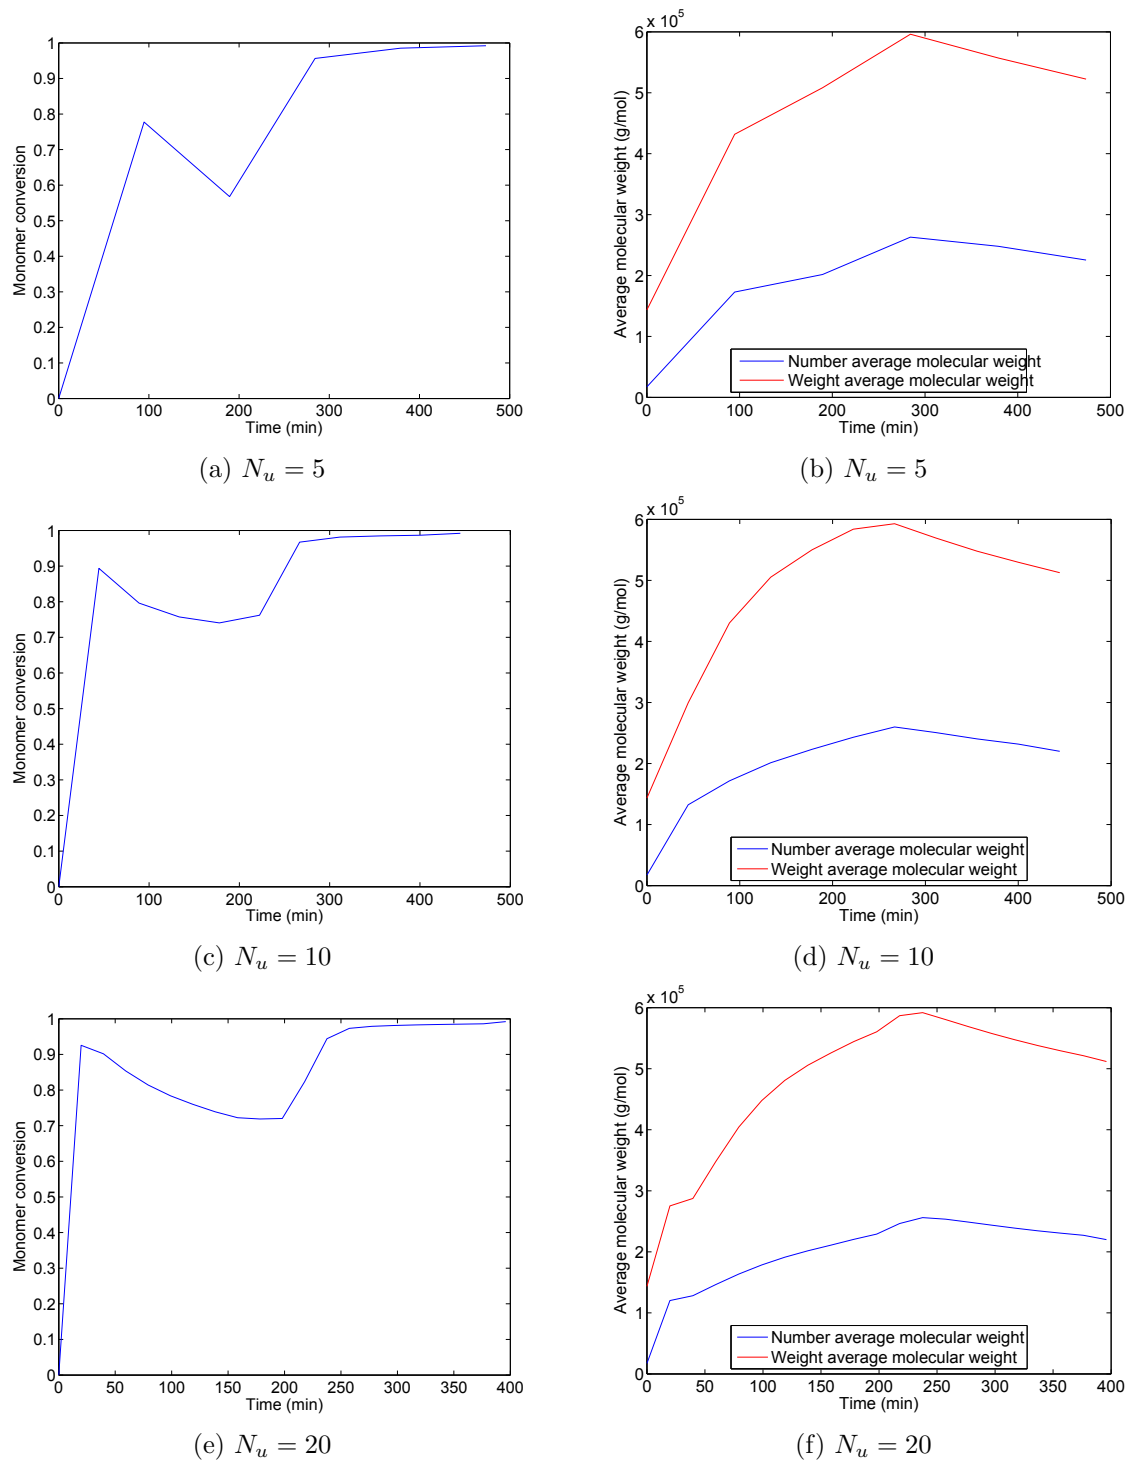 1
0.9
0.8
0.7
0.6
0.5
0.4
0.3
0.2
0.1
0
0 100 200 300 400 500
Monomer conversion
Time (min)
(a) N_u = 5
x 10^5
6
5
4
3
2
1
0
0 100 200 300 400 500
Average molecular weight (g/mol)
Number average molecular weight
Weight average molecular weight
Time (min)
(b) N_u = 5
1
0.9
0.8
0.7
0.6
0.5
0.4
0.3
0.2
0.1
0
0 100 200 300 400 500
Monomer conversion
Time (min)
(c) N_u = 10
x 10^5
6
5
4
3
2
1
0
0 100 200 300 400 500
Average molecular weight (g/mol)
Number average molecular weight
Weight average molecular weight
Time (min)
(d) N_u = 10
1
0.9
0.8
0.7
0.6
0.5
0.4
0.3
0.2
0.1
0
0 50 100 150 200 250 300 350 400
Monomer conversion
Time (min)
(e) N_u = 20
x 10^5
6
5
4
3
2
1
0
0 50 100 150 200 250 300 350 400
Average molecular weight (g/mol)
Number average molecular weight
Weight average molecular weight
Time (min)
(f) N_u = 20